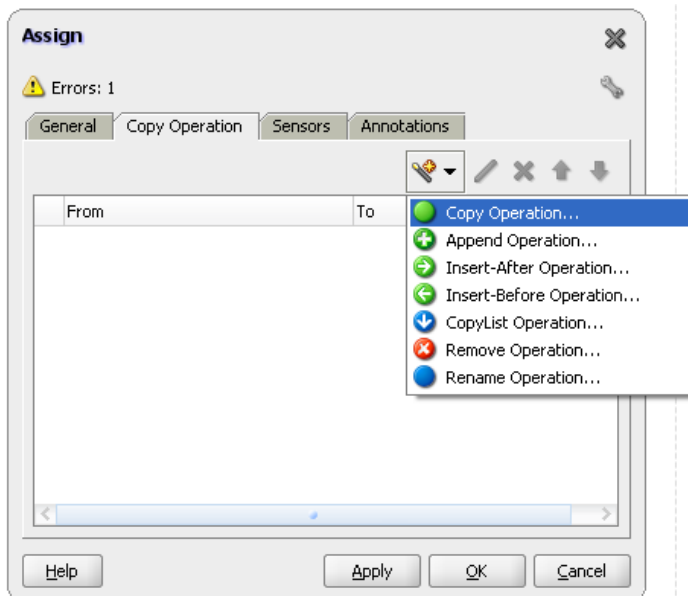 Assign
Errors: 1
General Copy Operation Sensors Annotations
From To
Copy Operation...
Append Operation...
Insert-After Operation...
Insert-Before Operation...
CopyList Operation...
Remove Operation...
Rename Operation...
Help Apply OK Cancel